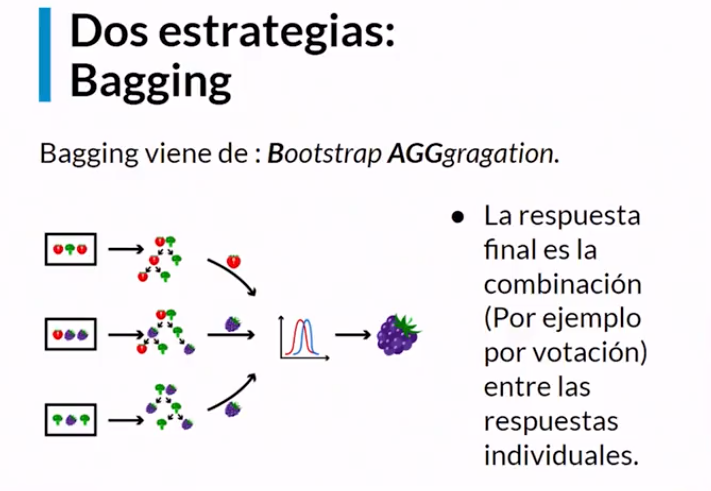 Dos estrategias:
Bagging
Bagging viene de : Bootstrap AGGgragation.
● La respuesta
final es la
combinación
(Por ejemplo
por votación)
entre las
respuestas
individuales.